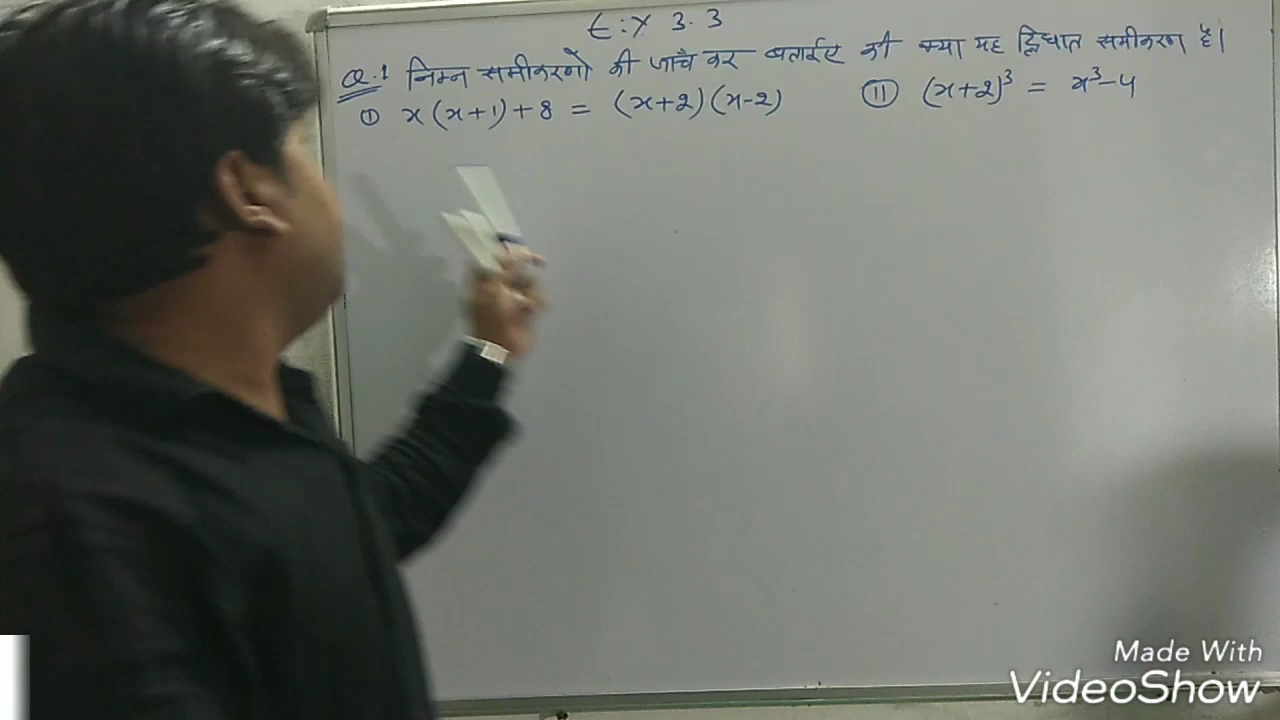 Ex 3.3
Q.1 निम्न समीकरणों की जाँच कर बताईए की क्या यह द्विघात समीकरण है।
① x(x+1)+8 = (x+2)(x-2) ⑪ (x+2)³ = x³-4
Made With
VideoShow